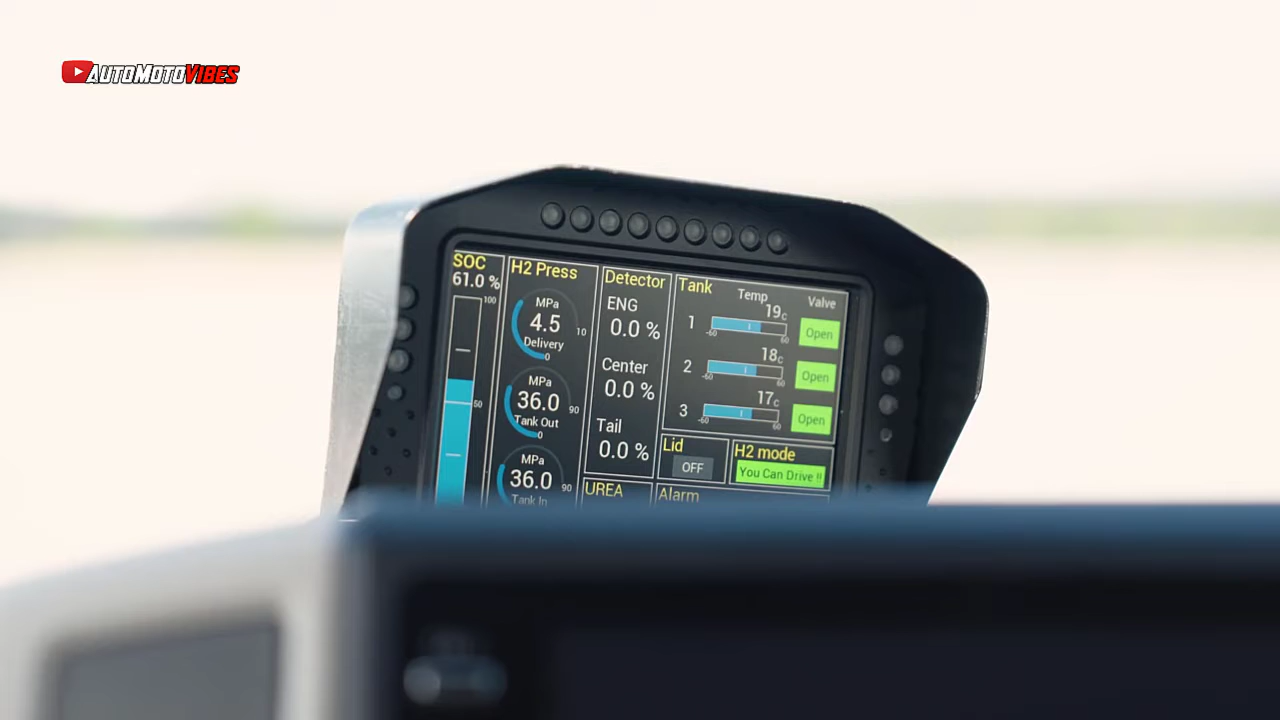 AUTOMOTOVIBES
SOC
61.0 %
100
50
H2 Press
MPa
4.5
10
Delivery
0
MPa
36.0
90
Tank Out
0
MPa
36.0
90
Tank In
Detector
ENG
0.0 %
Center
0.0 %
Tail
0.0 %
Tank
Temp
Valve
1
19c
-60
60
Open
2
18c
-60
60
Open
3
17c
-60
60
Open
Lid
OFF
H2 mode
You Can Drive !!
UREA
Alarm